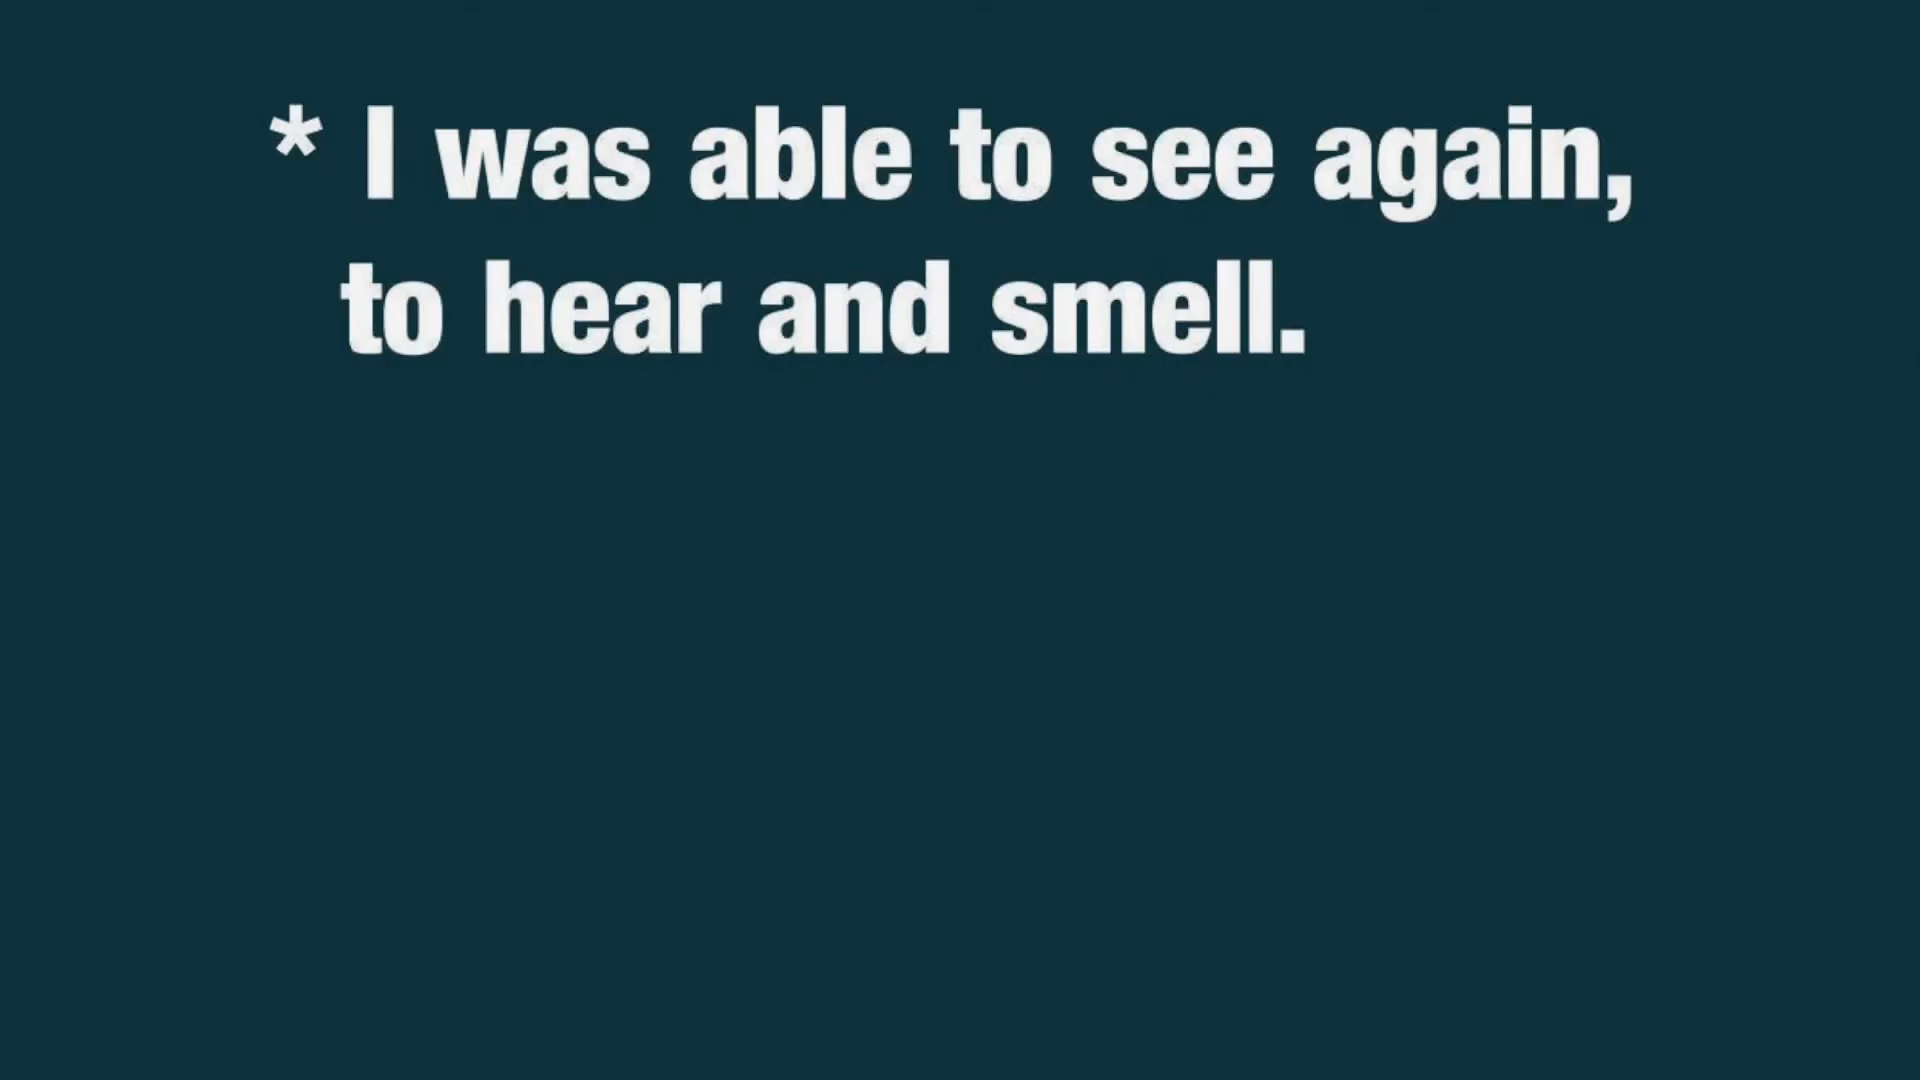 * I was able to see again,
to hear and smell.